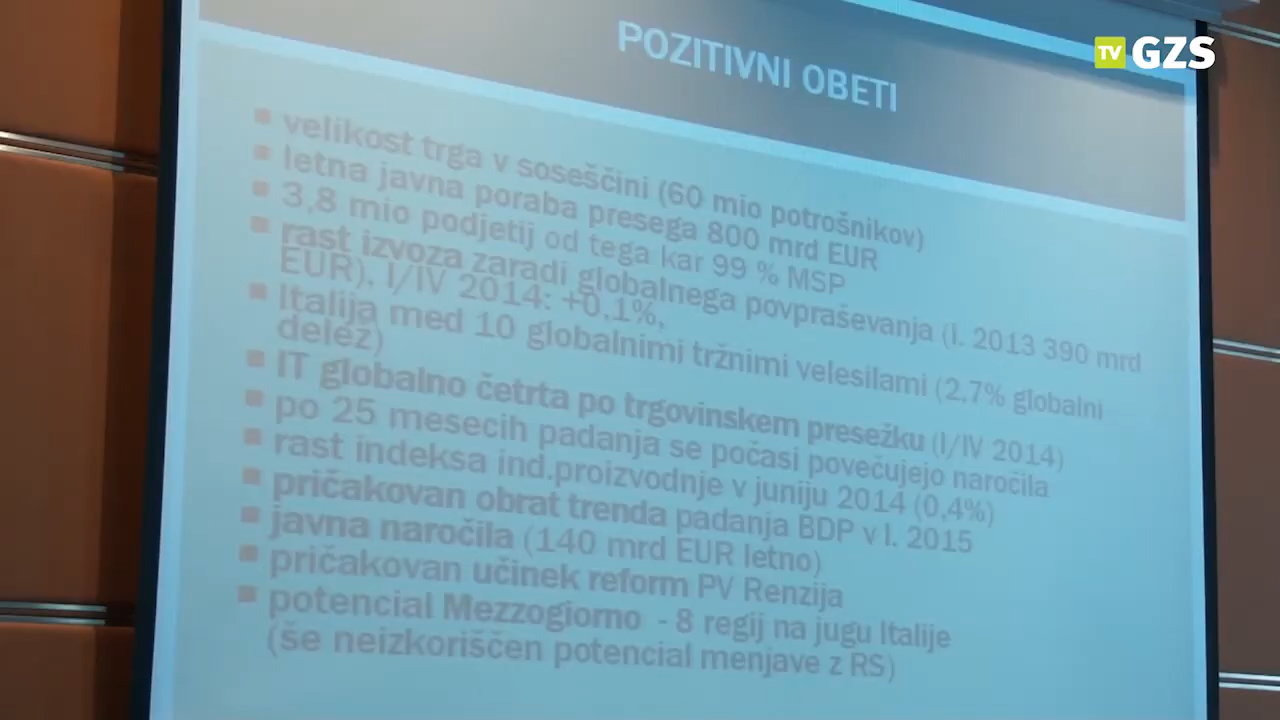 TV GZS
POZITIVNI OBETI
▪ velikost trga v soseščini (60 mio potrošnikov)
▪ letna javna poraba presega 800 mrd EUR
▪ 3,8 mio podjetij od tega kar 99 % MSP
▪ rast izvoza zaradi globalnega povpraševanja (l. 2013 390 mrd
EUR), I/IV 2014: +0,1%,
▪ Italija med 10 globalnimi tržnimi velesilami (2,7% globalni
delež)
▪ IT globalno četrta po trgovinskem presežku (I/IV 2014)
▪ po 25 mesecih padanja se počasi povečujejo naročila
▪ rast indeksa ind.proizvodnje v juniju 2014 (0,4%)
▪ pričakovan obrat trenda padanja BDP v l. 2015
▪ javna naročila (140 mrd EUR letno)
▪ pričakovan učinek reform PV Renzija
▪ potencial Mezzogiorno - 8 regij na jugu Italije
(še neizkoriščen potencial menjave z RS)